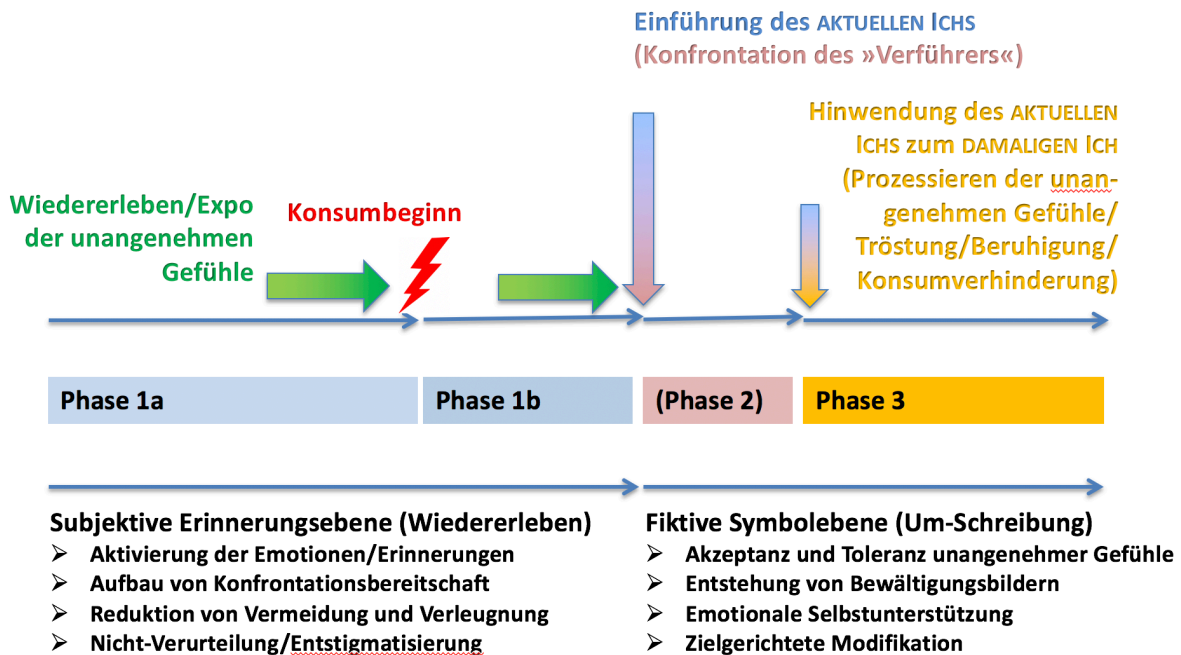 Einführung des AKTUELLEN ICHS
(Konfrontation des »Verführers«)
Hinwendung des AKTUELLEN
ICHS zum DAMALIGEN ICH
(Prozessieren der unan-
genehmen Gefühle/
Tröstung/Beruhigung/
Konsumverhinderung)
Wiedererleben/Expo
der unangenehmen
Gefühle
Konsumbeginn
Phase 1a
Phase 1b
(Phase 2)
Phase 3
Subjektive Erinnerungsebene (Wiedererleben)
➢ Aktivierung der Emotionen/Erinnerungen
➢ Aufbau von Konfrontationsbereitschaft
➢ Reduktion von Vermeidung und Verleugnung
➢ Nicht-Verurteilung/Entstigmatisierung
Fiktive Symbolebene (Um-Schreibung)
➢ Akzeptanz und Toleranz unangenehmer Gefühle
➢ Entstehung von Bewältigungsbildern
➢ Emotionale Selbstunterstützung
➢ Zielgerichtete Modifikation